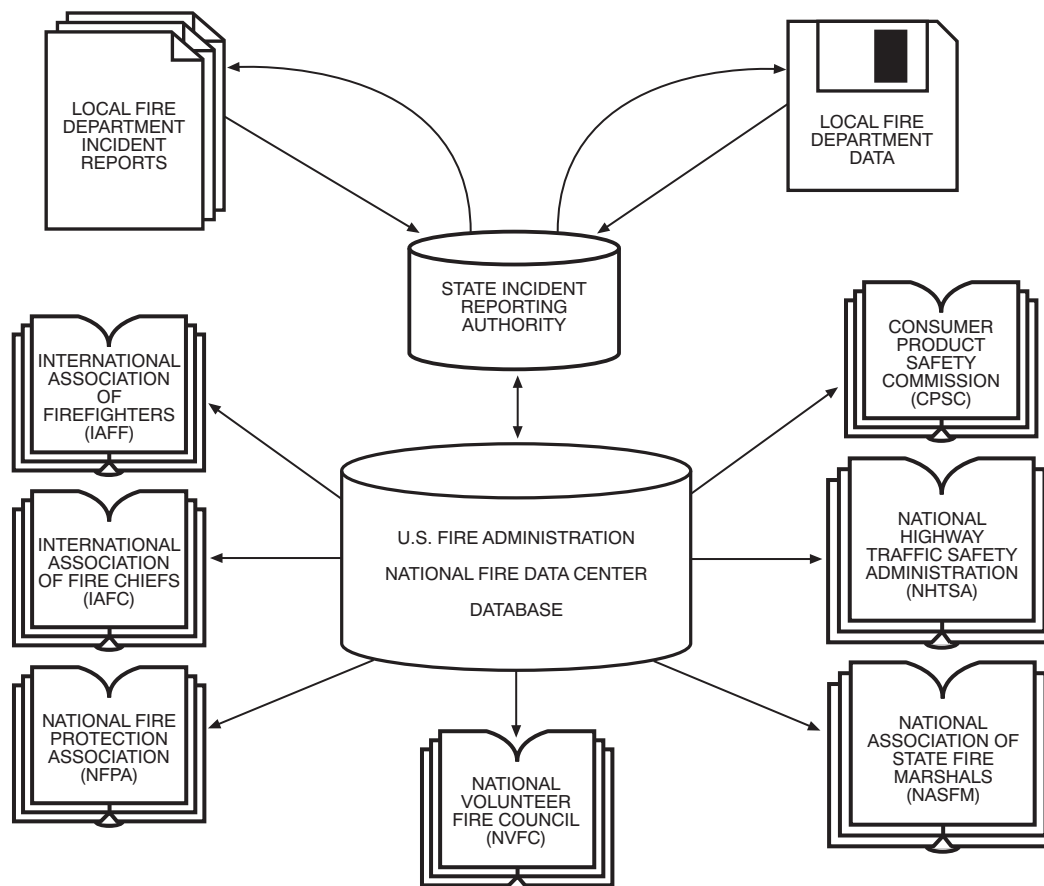 LOCAL FIRE
DEPARTMENT
INCIDENT
REPORTS
LOCAL FIRE
DEPARTMENT
DATA
STATE INCIDENT
REPORTING
AUTHORITY
INTERNATIONAL
ASSOCIATION
OF
FIREFIGHTERS
(IAFF)
CONSUMER
PRODUCT
SAFETY
COMMISSION
(CPSC)
INTERNATIONAL
ASSOCIATION
OF FIRE CHIEFS
(IAFC)
U.S. FIRE ADMINISTRATION
NATIONAL FIRE DATA CENTER
DATABASE
NATIONAL
HIGHWAY
TRAFFIC SAFETY
ADMINISTRATION
(NHTSA)
NATIONAL FIRE
PROTECTION
ASSOCIATION
(NFPA)
NATIONAL
VOLUNTEER
FIRE COUNCIL
(NVFC)
NATIONAL
ASSOCIATION OF
STATE FIRE
MARSHALS
(NASFM)